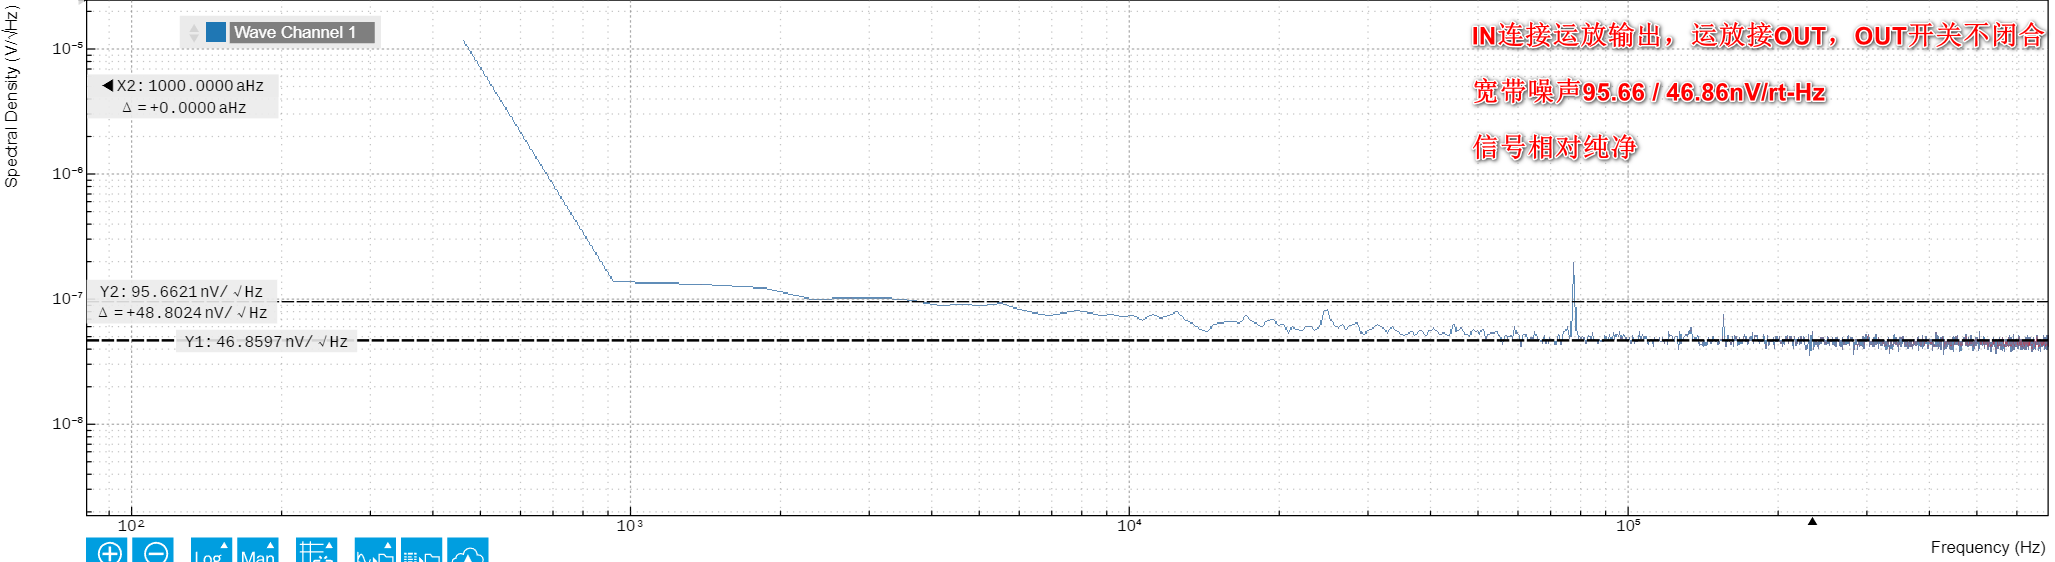 Spectral Density (V/√Hz)
Wave Channel 1
IN连接运放输出，运放接OUT，OUT开关不闭合
宽带噪声95.66 / 46.86nV/rt-Hz
信号相对纯净
10⁻⁵
◀X2: 1000.0000 aHz
Δ = +0.0000 aHz
10⁻⁶
Y2: 95.6621 nV/√Hz
10⁻⁷
Δ = +48.8024 nV/√Hz
Y1: 46.8597 nV/√Hz
10⁻⁸
10² 10³ 10⁴ 10⁵
Frequency (Hz)
Log Man